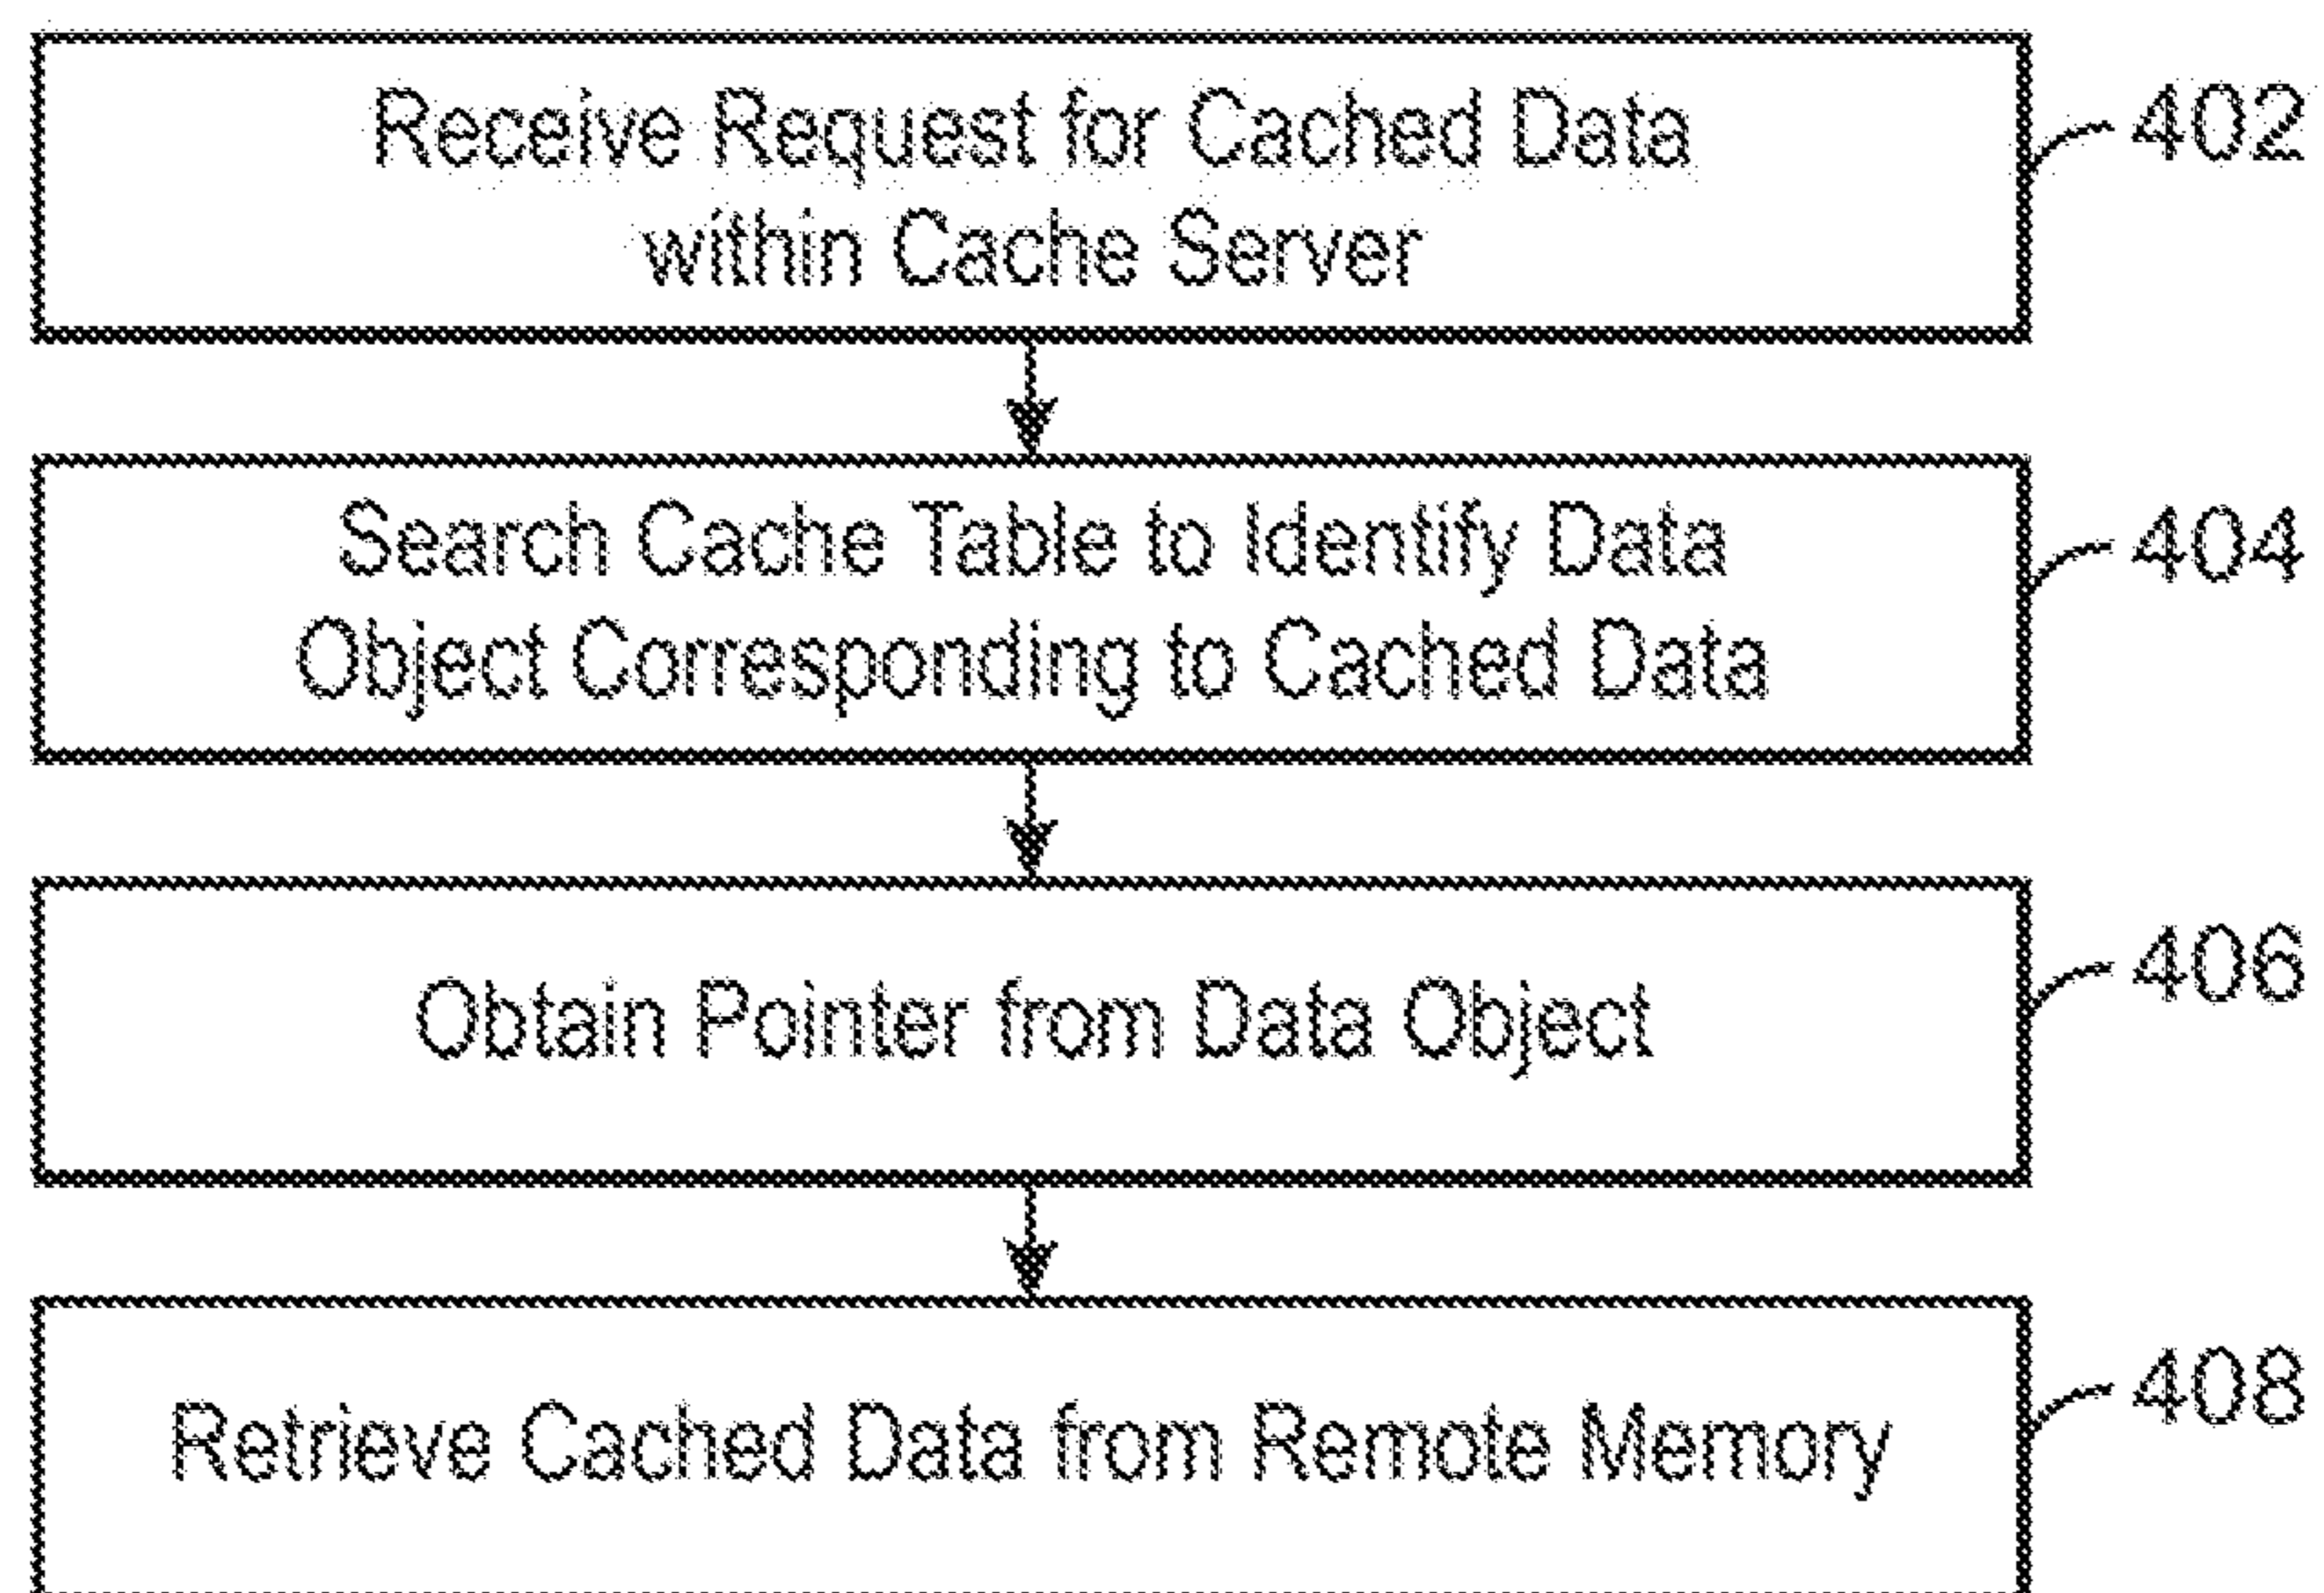 Receive Request for Cached Data
within Cache Server
402
Search Cache Table to Identify Data
Object Corresponding to Cached Data
404
Obtain Pointer from Data Object
406
Retrieve Cached Data from Remote Memory
408